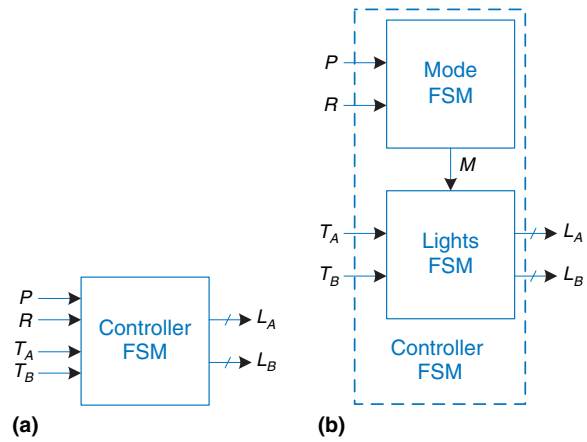 P
R
T_A
T_B
Controller
FSM
L_A
L_B
(a)
P
R
Mode
FSM
M
T_A
T_B
Lights
FSM
L_A
L_B
Controller
FSM
(b)